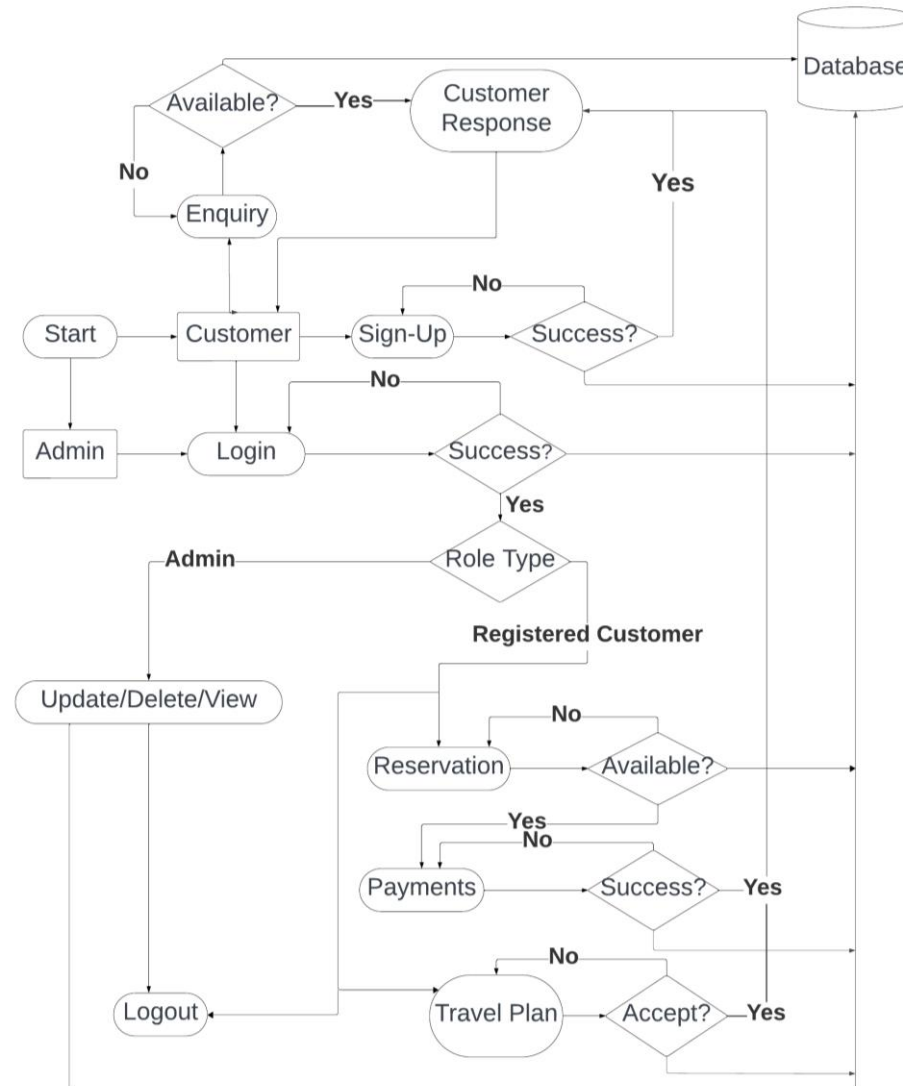 Database
Available?
Yes
Customer
Response
No
Enquiry
Yes
No
Start
Customer
Sign-Up
Success?
No
Admin
Login
Success?
Yes
Admin
Role Type
Registered Customer
Update/Delete/View
No
Reservation
Available?
Yes
No
Payments
Success?
Yes
No
Logout
Travel Plan
Accept?
Yes